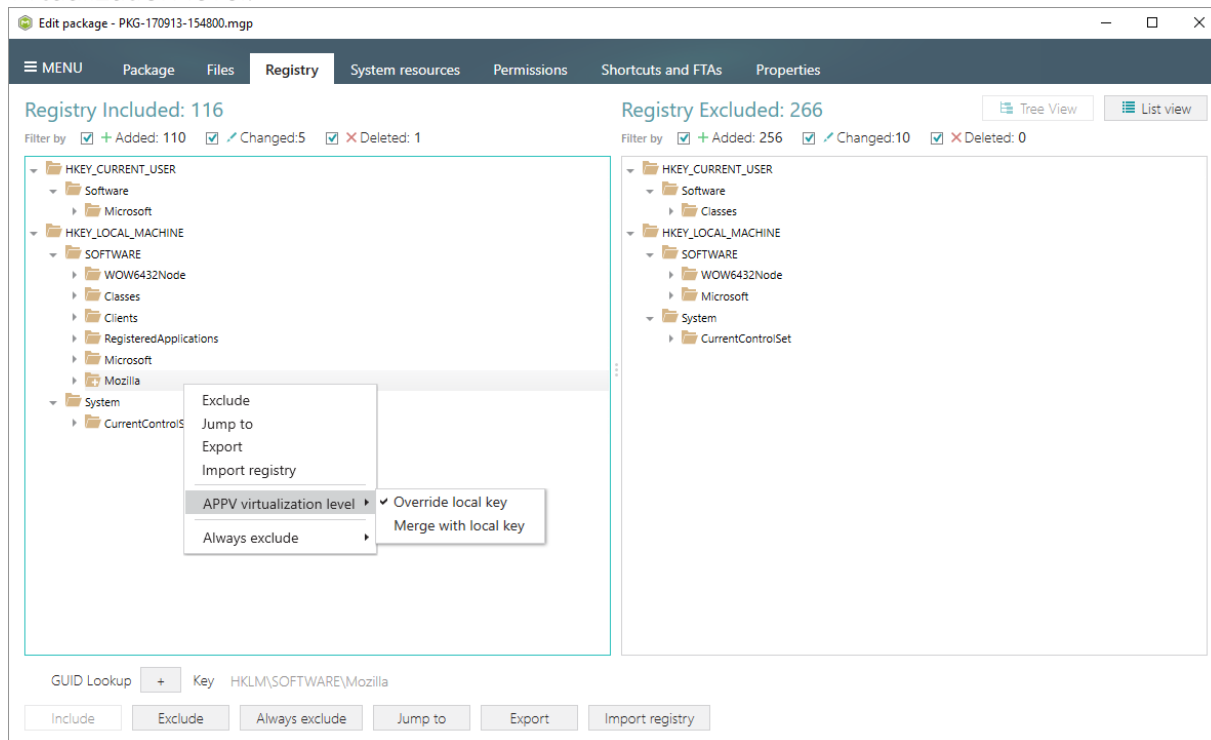 Edit package - PKG-170913-154800.mgp
MENU Package Files Registry System resources Permissions Shortcuts and FTAs Properties
Registry Included: 116
Filter by + Added: 110 Changed:5 Deleted: 1
HKEY_CURRENT_USER
Software
Microsoft
HKEY_LOCAL_MACHINE
SOFTWARE
WOW6432Node
Classes
Clients
RegisteredApplications
Microsoft
Mozilla
System
CurrentControlS
Exclude
Jump to
Export
Import registry
APPV virtualization level
Always exclude
Override local key
Merge with local key
Registry Excluded: 266
Tree View
List view
Filter by + Added: 256 Changed:10 Deleted: 0
HKEY_CURRENT_USER
Software
Classes
HKEY_LOCAL_MACHINE
SOFTWARE
WOW6432Node
Microsoft
System
CurrentControlSet
GUID Lookup + Key HKLM\SOFTWARE\Mozilla
Include Exclude Always exclude Jump to Export Import registry